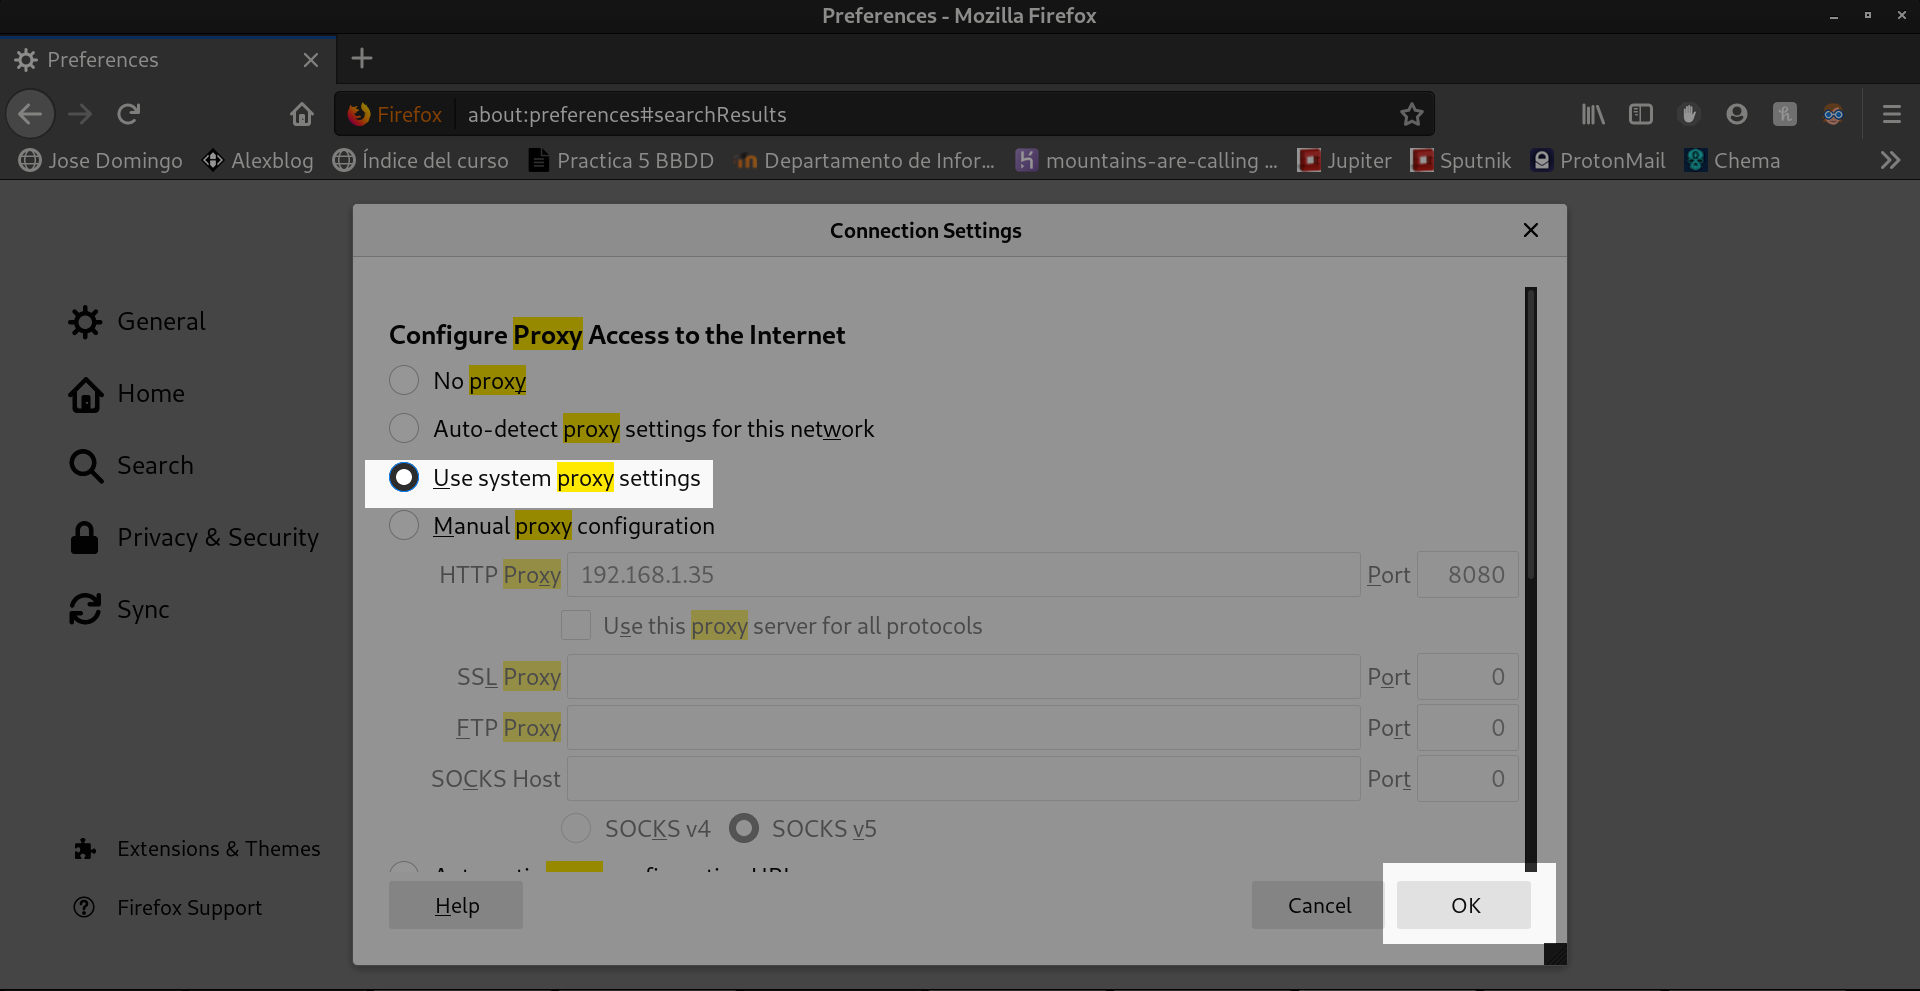 Preferences - Mozilla Firefox
Preferences
Firefox about:preferences#searchResults
Jose Domingo Alexblog Índice del curso Practica 5 BBDD Departamento de Infor... mountains-are-calling ... Jupiter Sputnik ProtonMail Chema
Connection Settings
General
Home
Search
Privacy & Security
Sync
Extensions & Themes
Firefox Support
Configure Proxy Access to the Internet
No proxy
Auto-detect proxy settings for this network
Use system proxy settings
Manual proxy configuration
HTTP Proxy 192.168.1.35 Port 8080
Use this proxy server for all protocols
SSL Proxy Port 0
FTP Proxy Port 0
SOCKS Host Port 0
SOCKS v4 SOCKS v5
Help Cancel OK